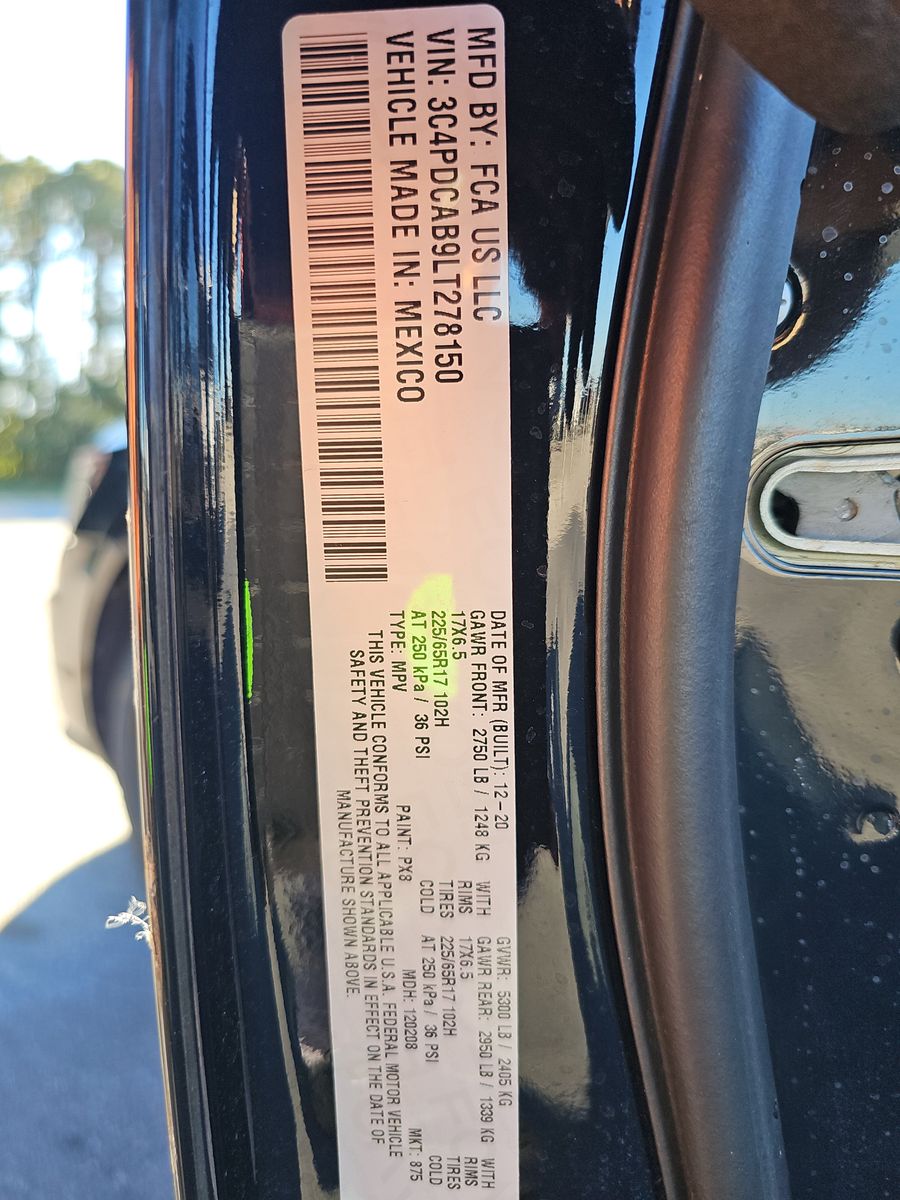 MFD BY: FCA US LLC
VIN: 3C4PDCAB9LT278150
VEHICLE MADE IN: MEXICO
DATE OF MFR (BUILT): 12-20 GVWR: 5300 LB / 2405 KG
GAWR FRONT: 2750 LB / 1248 KG WITH GAWR REAR: 2950 LB / 1339 KG WITH
17X6.5 RIMS 17X6.5 RIMS
225/65R17 102H TIRES 225/65R17 102H TIRES
AT 250 kPa / 36 PSI COLD AT 250 kPa / 36 PSI COLD
TYPE: MPV PAINT: PX8 MDH: 120208 MKT: 875
THIS VEHICLE CONFORMS TO ALL APPLICABLE U.S.A. FEDERAL MOTOR VEHICLE
SAFETY AND THEFT PREVENTION STANDARDS IN EFFECT ON THE DATE OF
MANUFACTURE SHOWN ABOVE.